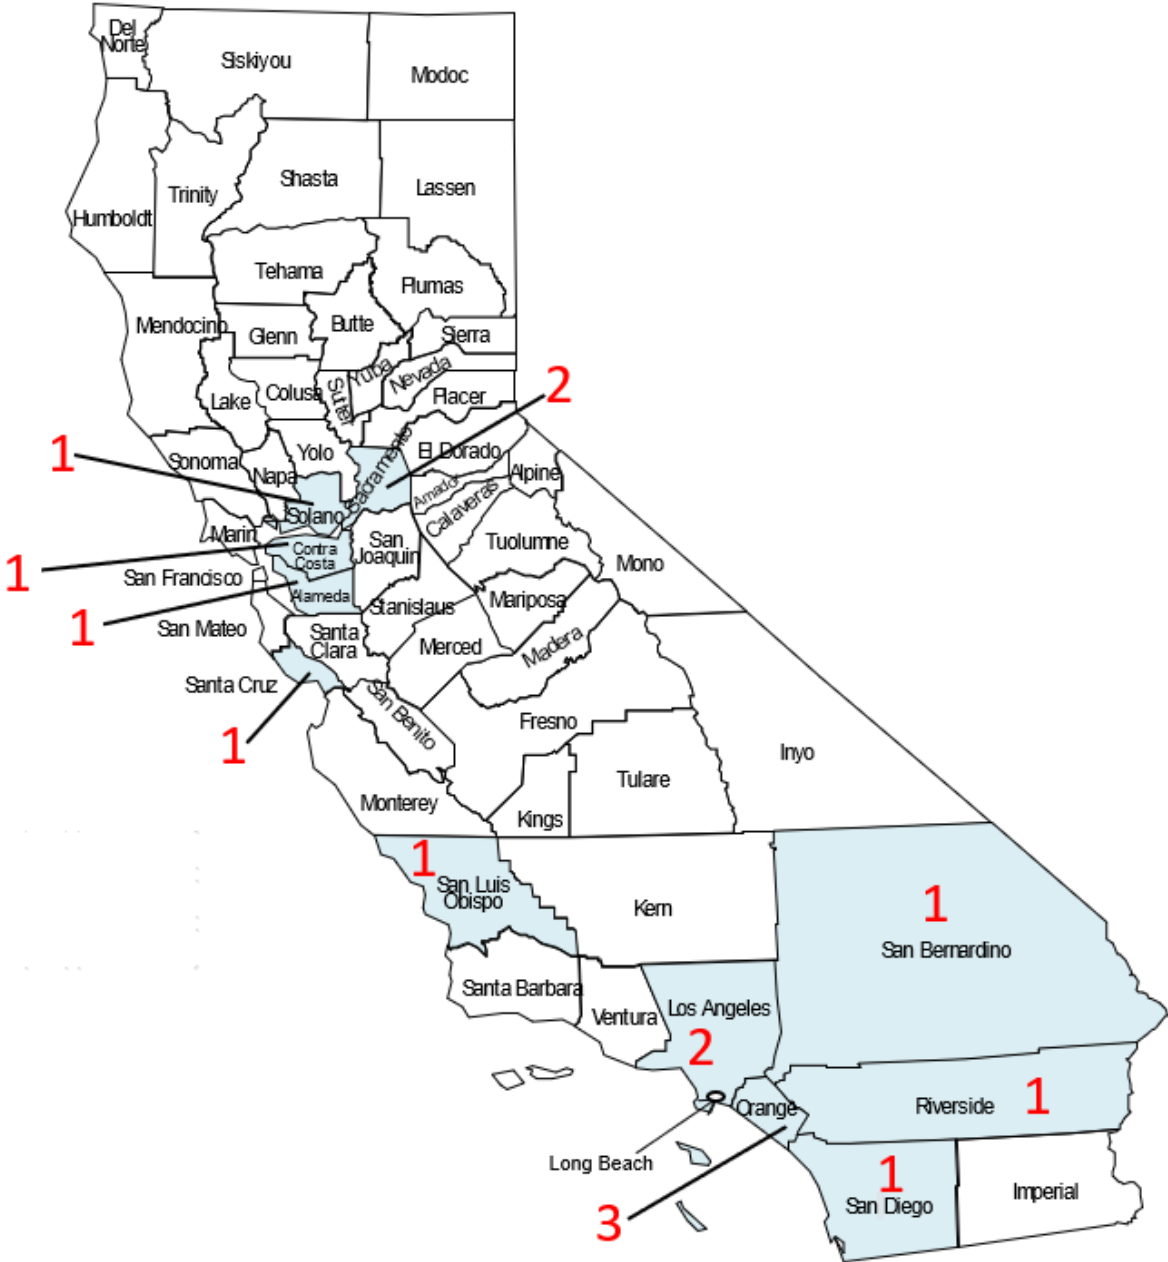 Del
Norte
Siskiyou
Modoc
Shasta
Lassen
Trinity
Humboldt
Tehama
Plumas
Mendocino
Glenn
Butte
Sierra
Yuba
Nevada
Sutter
Colusa
Lake
Placer
2
1
Sonoma
Napa
Yolo
Sacramento
El Dorado
Alpine
Amador
Calaveras
Solano
Marin
Contra
Costa
San
Joaquin
Tuolumne
Mono
1
San Francisco
Alameda
Stanislaus
Mariposa
1
San Mateo
Santa
Clara
Merced
Madera
Santa Cruz
San Benito
1
Fresno
Inyo
Tulare
Monterey
Kings
1
San Luis
Obispo
Kern
1
San Bernardino
Santa Barbara
Ventura
Los Angeles
2
Orange
Riverside
1
Long Beach
3
1
San Diego
Imperial